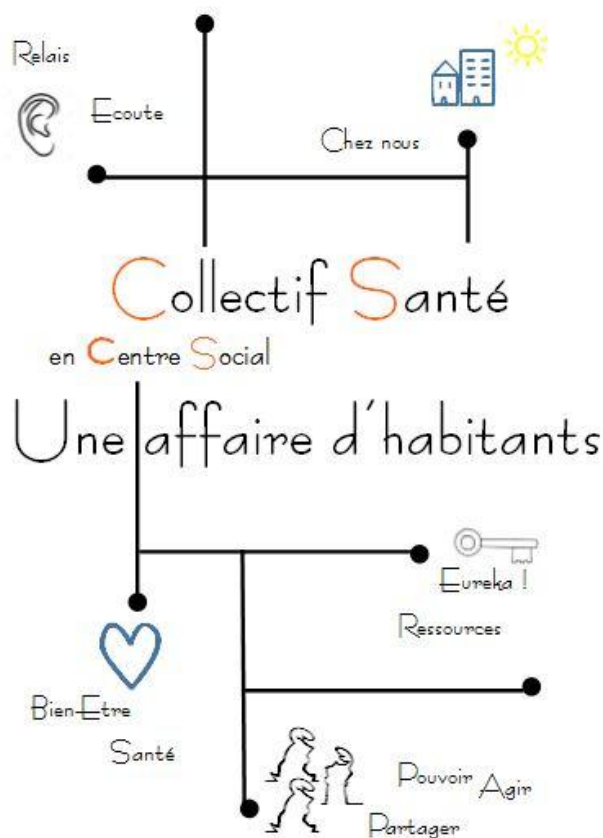 Relais
Ecoute
Chez nous
Collectif Santé
en Centre Social
Une affaire d'habitants
Eureka !
Ressources
Bien-Etre
Santé
Pouvoir Agir
Partager